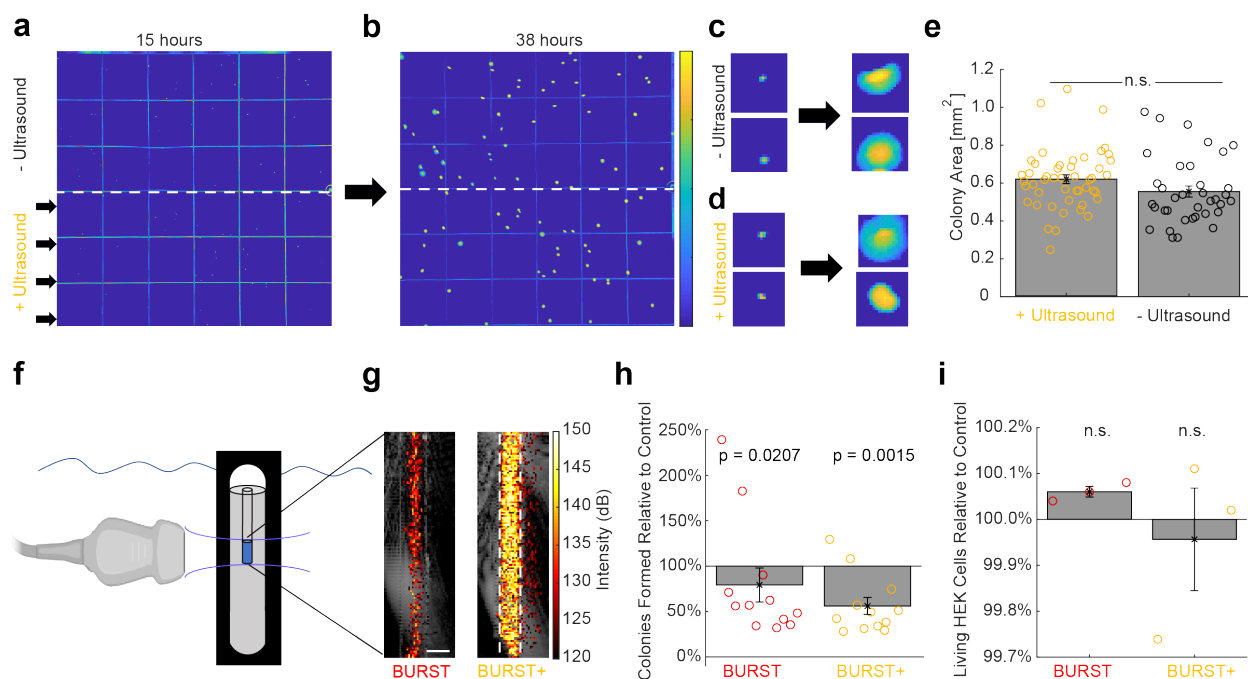 a
15 hours
- Ultrasound
+ Ultrasound
b
38 hours
c
- Ultrasound
d
+ Ultrasound
e
Colony Area [mm2]
1.2
1.0
0.8
0.6
0.4
0.2
0
n.s.
+ Ultrasound
- Ultrasound
f
g
BURST
BURST+
150
145
140
135
130
125
120
Intensity (dB)
h
Colonies Formed Relative to Control
250%
200%
150%
100%
50%
0%
p = 0.0207
p = 0.0015
BURST
BURST+
i
Living HEK Cells Relative to Control
100.2%
100.1%
100.0%
99.9%
99.8%
99.7%
n.s.
n.s.
BURST
BURST+